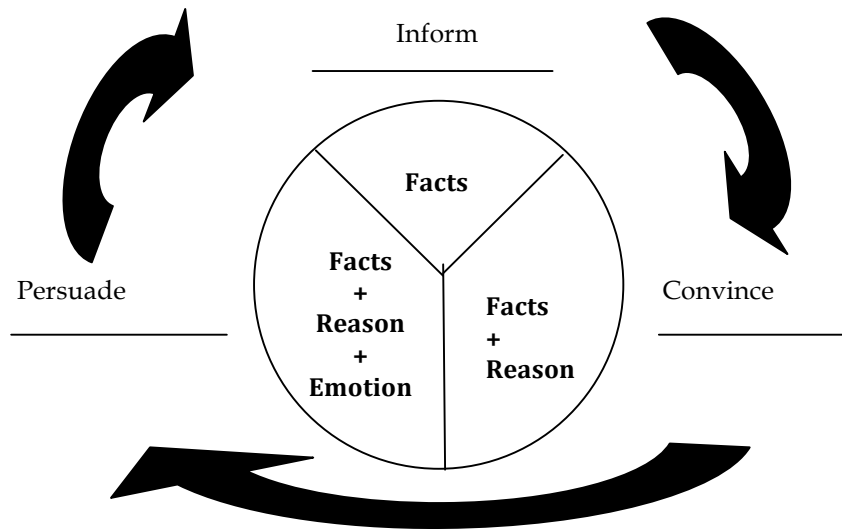 Inform
Facts
Persuade
Facts
+
Reason
+
Emotion
Convince
Facts
+
Reason